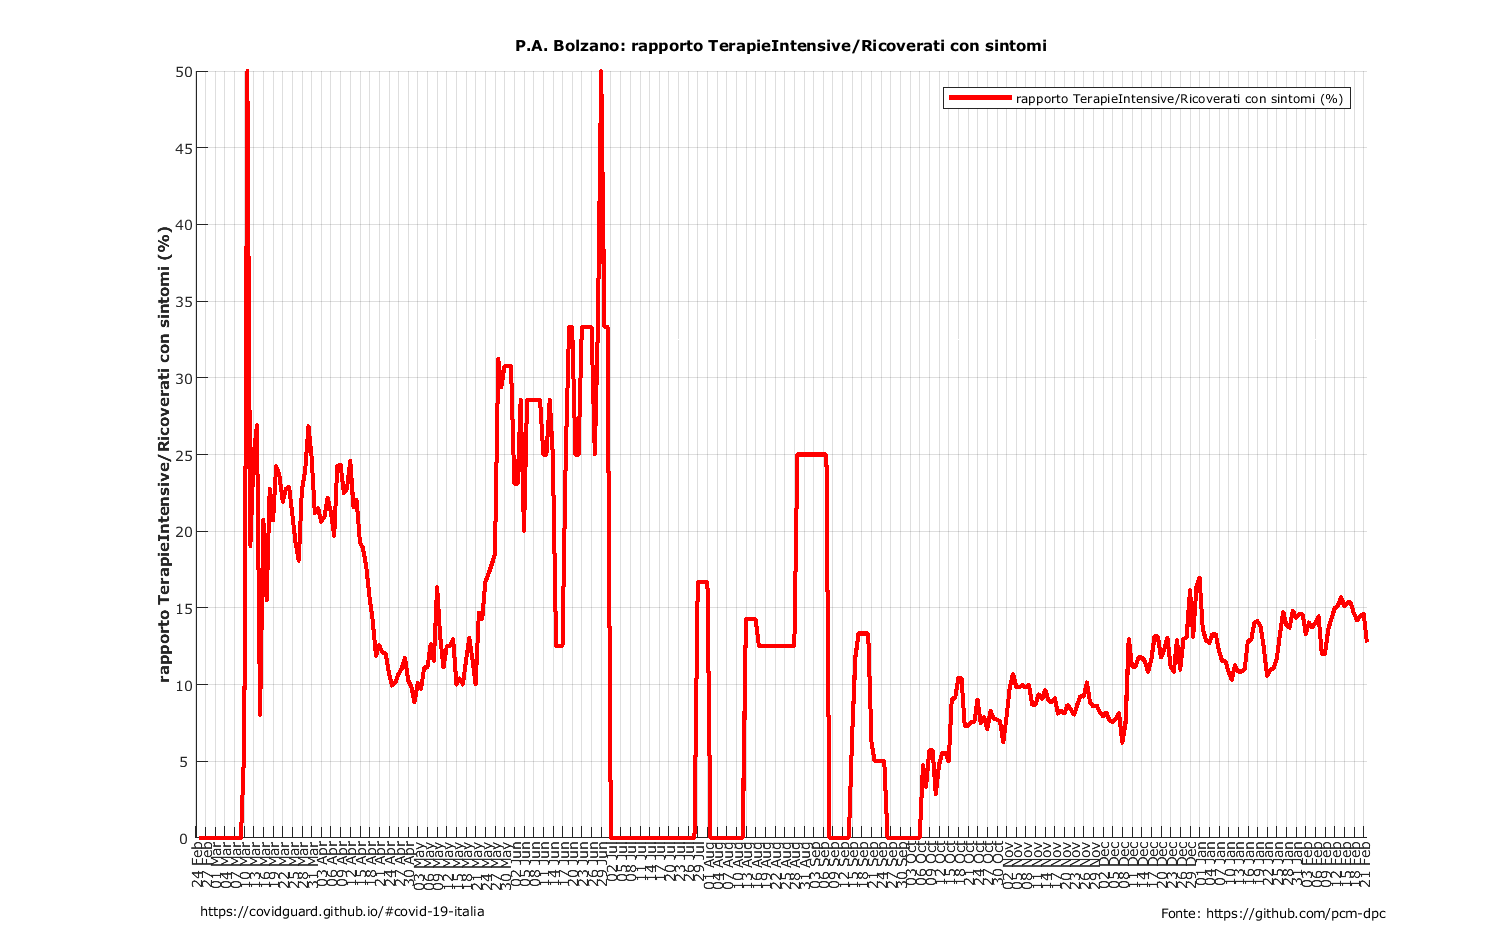 P.A. Bolzano: rapporto TerapieIntensive/Ricoverati con sintomi
rapporto TerapieIntensive/Ricoverati con sintomi (%)
rapporto TerapieIntensive/Ricoverati con sintomi (%)
50
45
40
35
30
25
20
15
10
5
0
24 Feb
27 Feb
01 Mar
04 Mar
07 Mar
10 Mar
13 Mar
16 Mar
19 Mar
22 Mar
25 Mar
28 Mar
31 Mar
03 Apr
06 Apr
09 Apr
12 Apr
15 Apr
18 Apr
21 Apr
24 Apr
27 Apr
30 Apr
03 May
06 May
09 May
12 May
15 May
18 May
21 May
24 May
27 May
30 May
02 Jun
05 Jun
08 Jun
11 Jun
14 Jun
17 Jun
20 Jun
23 Jun
26 Jun
29 Jun
02 Jul
05 Jul
08 Jul
11 Jul
14 Jul
17 Jul
20 Jul
23 Jul
26 Jul
29 Jul
01 Aug
04 Aug
07 Aug
10 Aug
13 Aug
16 Aug
19 Aug
22 Aug
25 Aug
28 Aug
31 Aug
03 Sep
06 Sep
09 Sep
12 Sep
15 Sep
18 Sep
21 Sep
24 Sep
27 Sep
30 Sep
03 Oct
06 Oct
09 Oct
12 Oct
15 Oct
18 Oct
21 Oct
24 Oct
27 Oct
30 Oct
02 Nov
05 Nov
08 Nov
11 Nov
14 Nov
17 Nov
20 Nov
23 Nov
26 Nov
29 Nov
02 Dec
05 Dec
08 Dec
11 Dec
14 Dec
17 Dec
20 Dec
23 Dec
26 Dec
29 Dec
01 Jan
04 Jan
07 Jan
10 Jan
13 Jan
16 Jan
19 Jan
22 Jan
25 Jan
28 Jan
31 Jan
03 Feb
06 Feb
09 Feb
12 Feb
15 Feb
18 Feb
21 Feb
https://covidguard.github.io/#covid-19-italia
Fonte: https://github.com/pcm-dpc